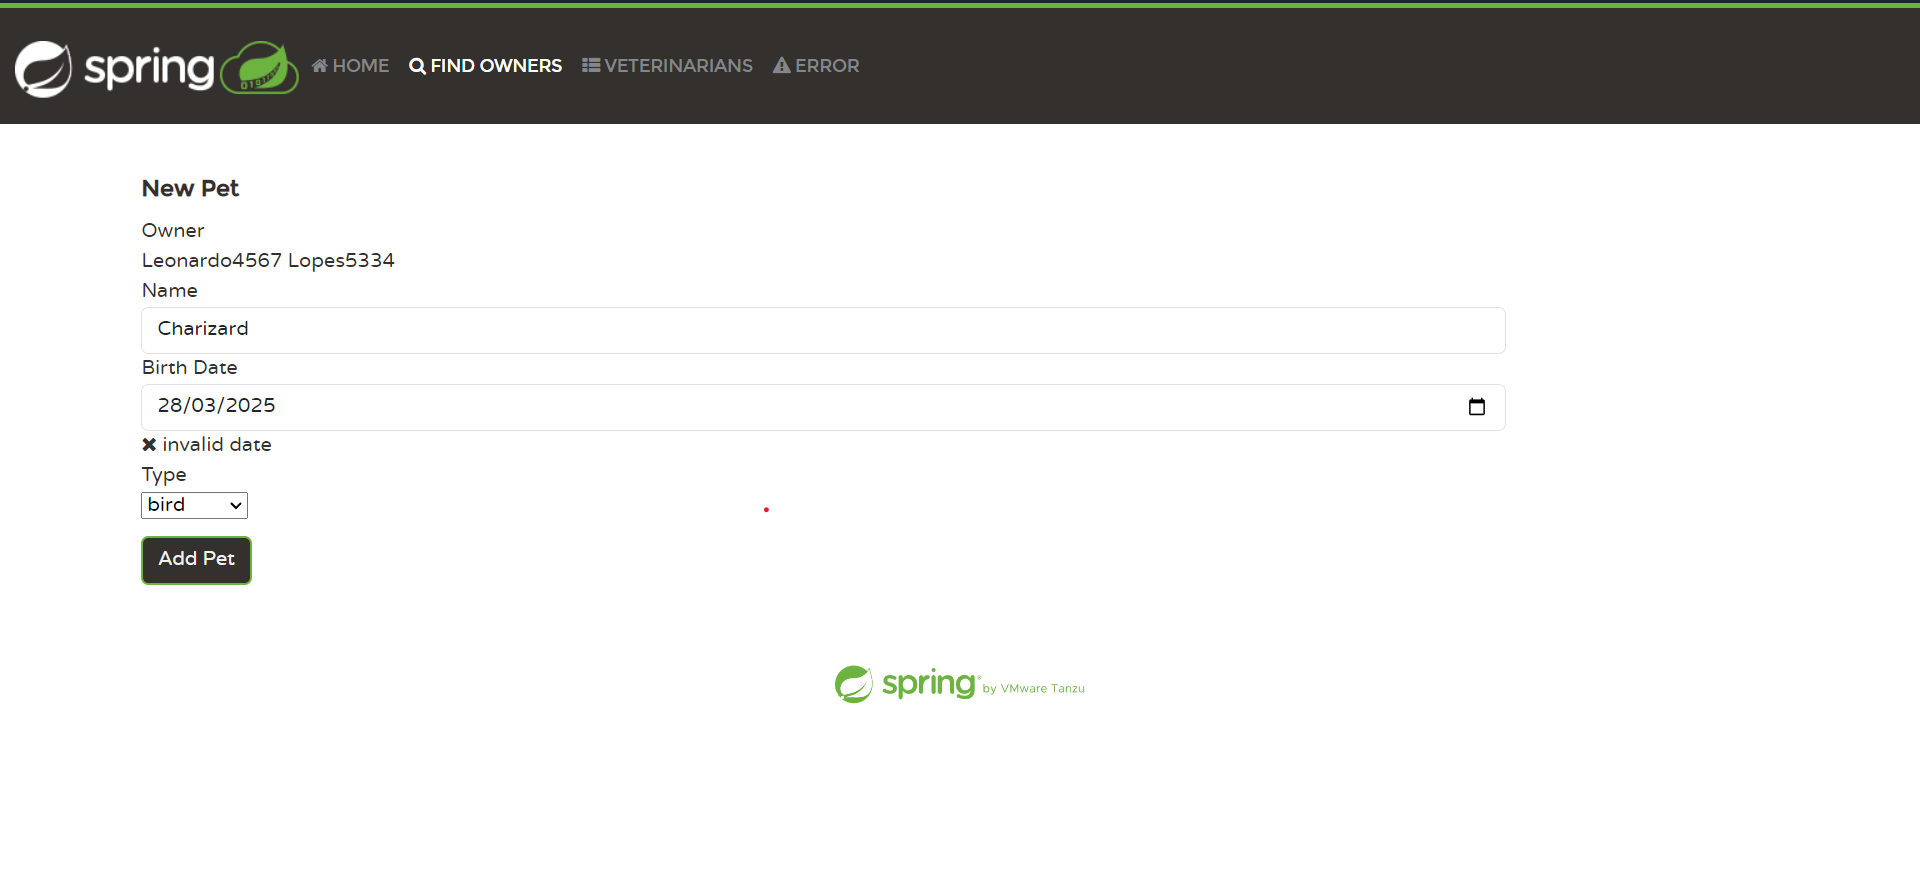 spring HOME FIND OWNERS VETERINARIANS ERROR
New Pet
Owner
Leonardo4567 Lopes5334
Name
Charizard
Birth Date
28/03/2025
invalid date
Type
bird
Add Pet
spring by VMware Tanzu